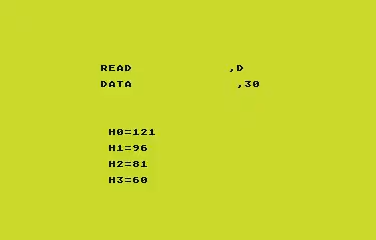 READ ,D
DATA ,30
H0=121
H1=96
H2=81
H3=60